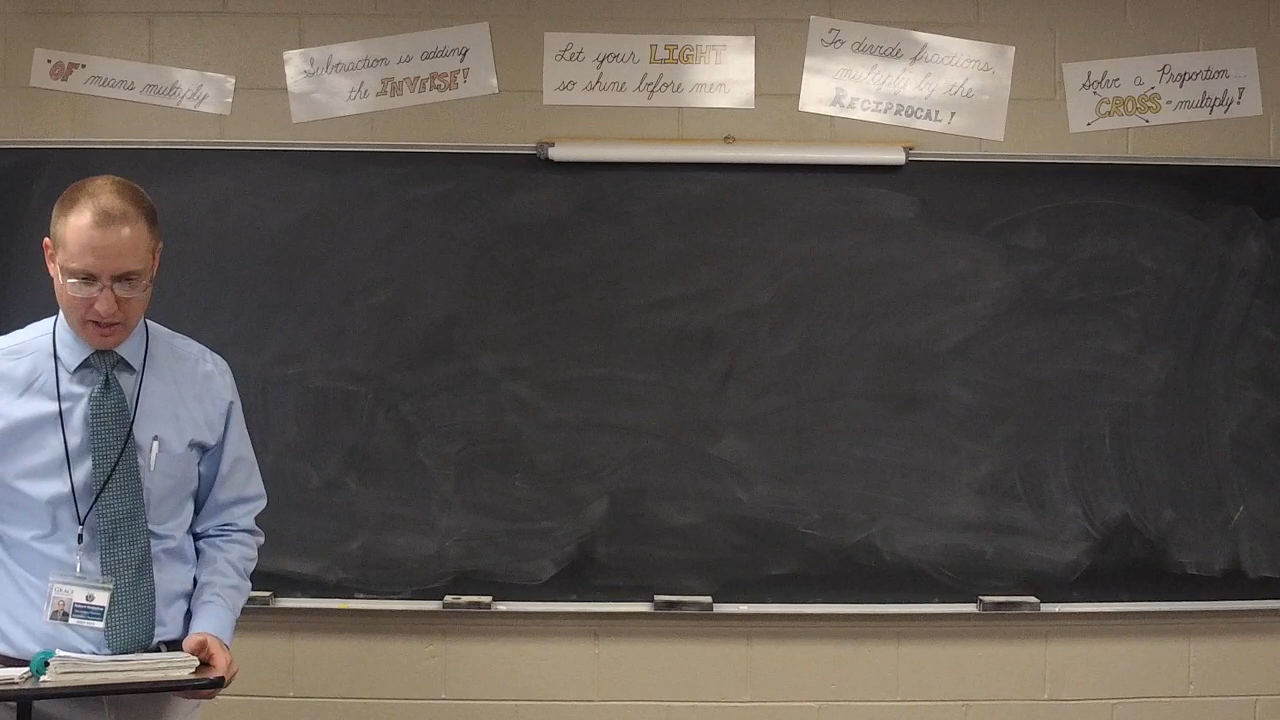 "OF" means multiply
Subtraction is adding
the INVERSE!
Let your LIGHT
so shine before men
To divide fractions,
multiply by the
RECIPROCAL!
Solve a Proportion...
CROSS-multiply!
GRACE